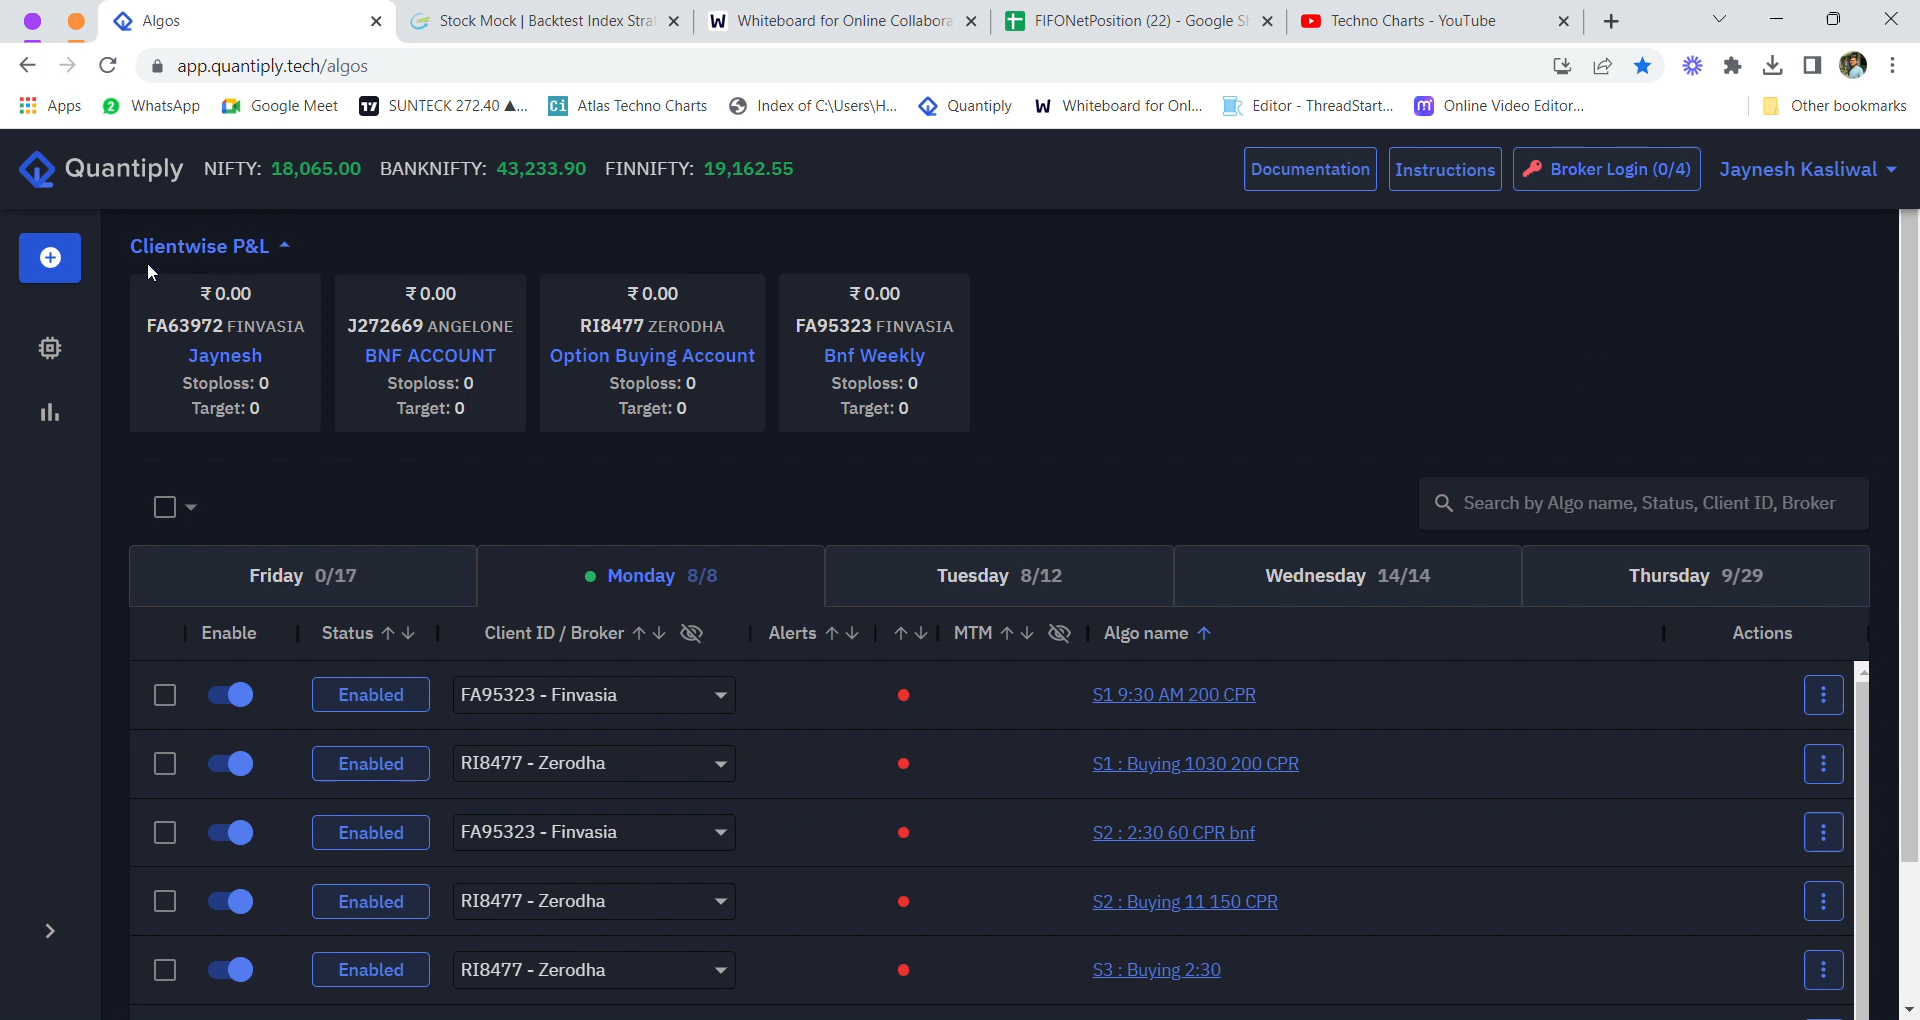 Algos
Stock Mock | Backtest Index Strat
Whiteboard for Online Collabora
FIFONetPosition (22) - Google Sh
Techno Charts - YouTube
app.quantiply.tech/algos
Apps
WhatsApp
Google Meet
SUNTECK 272.40 ▲...
Atlas Techno Charts
Index of C:\Users\H...
Quantiply
Whiteboard for Onl...
Editor - ThreadStart...
Online Video Editor...
Other bookmarks
Quantiply
NIFTY: 18,065.00 BANKNIFTY: 43,233.90 FINNIFTY: 19,162.55
Documentation
Instructions
Broker Login (0/4)
Jaynesh Kasliwal
Clientwise P&L
₹ 0.00
FA63972 FINVASIA
Jaynesh
Stoploss: 0
Target: 0
₹ 0.00
J272669 ANGELONE
BNF ACCOUNT
Stoploss: 0
Target: 0
₹ 0.00
RI8477 ZERODHA
Option Buying Account
Stoploss: 0
Target: 0
₹ 0.00
FA95323 FINVASIA
Bnf Weekly
Stoploss: 0
Target: 0
Search by Algo name, Status, Client ID, Broker
Friday 0/17
Monday 8/8
Tuesday 8/12
Wednesday 14/14
Thursday 9/29
Enable Status ↑↓ Client ID / Broker ↑↓ Alerts ↑↓ ↑↓ MTM ↑↓ Algo name ↑ Actions
Enabled FA95323 - Finvasia S1 9:30 AM 200 CPR
Enabled RI8477 - Zerodha S1 : Buying 1030 200 CPR
Enabled FA95323 - Finvasia S2 : 2:30 60 CPR bnf
Enabled RI8477 - Zerodha S2 : Buying 11 150 CPR
Enabled RI8477 - Zerodha S3 : Buying 2:30